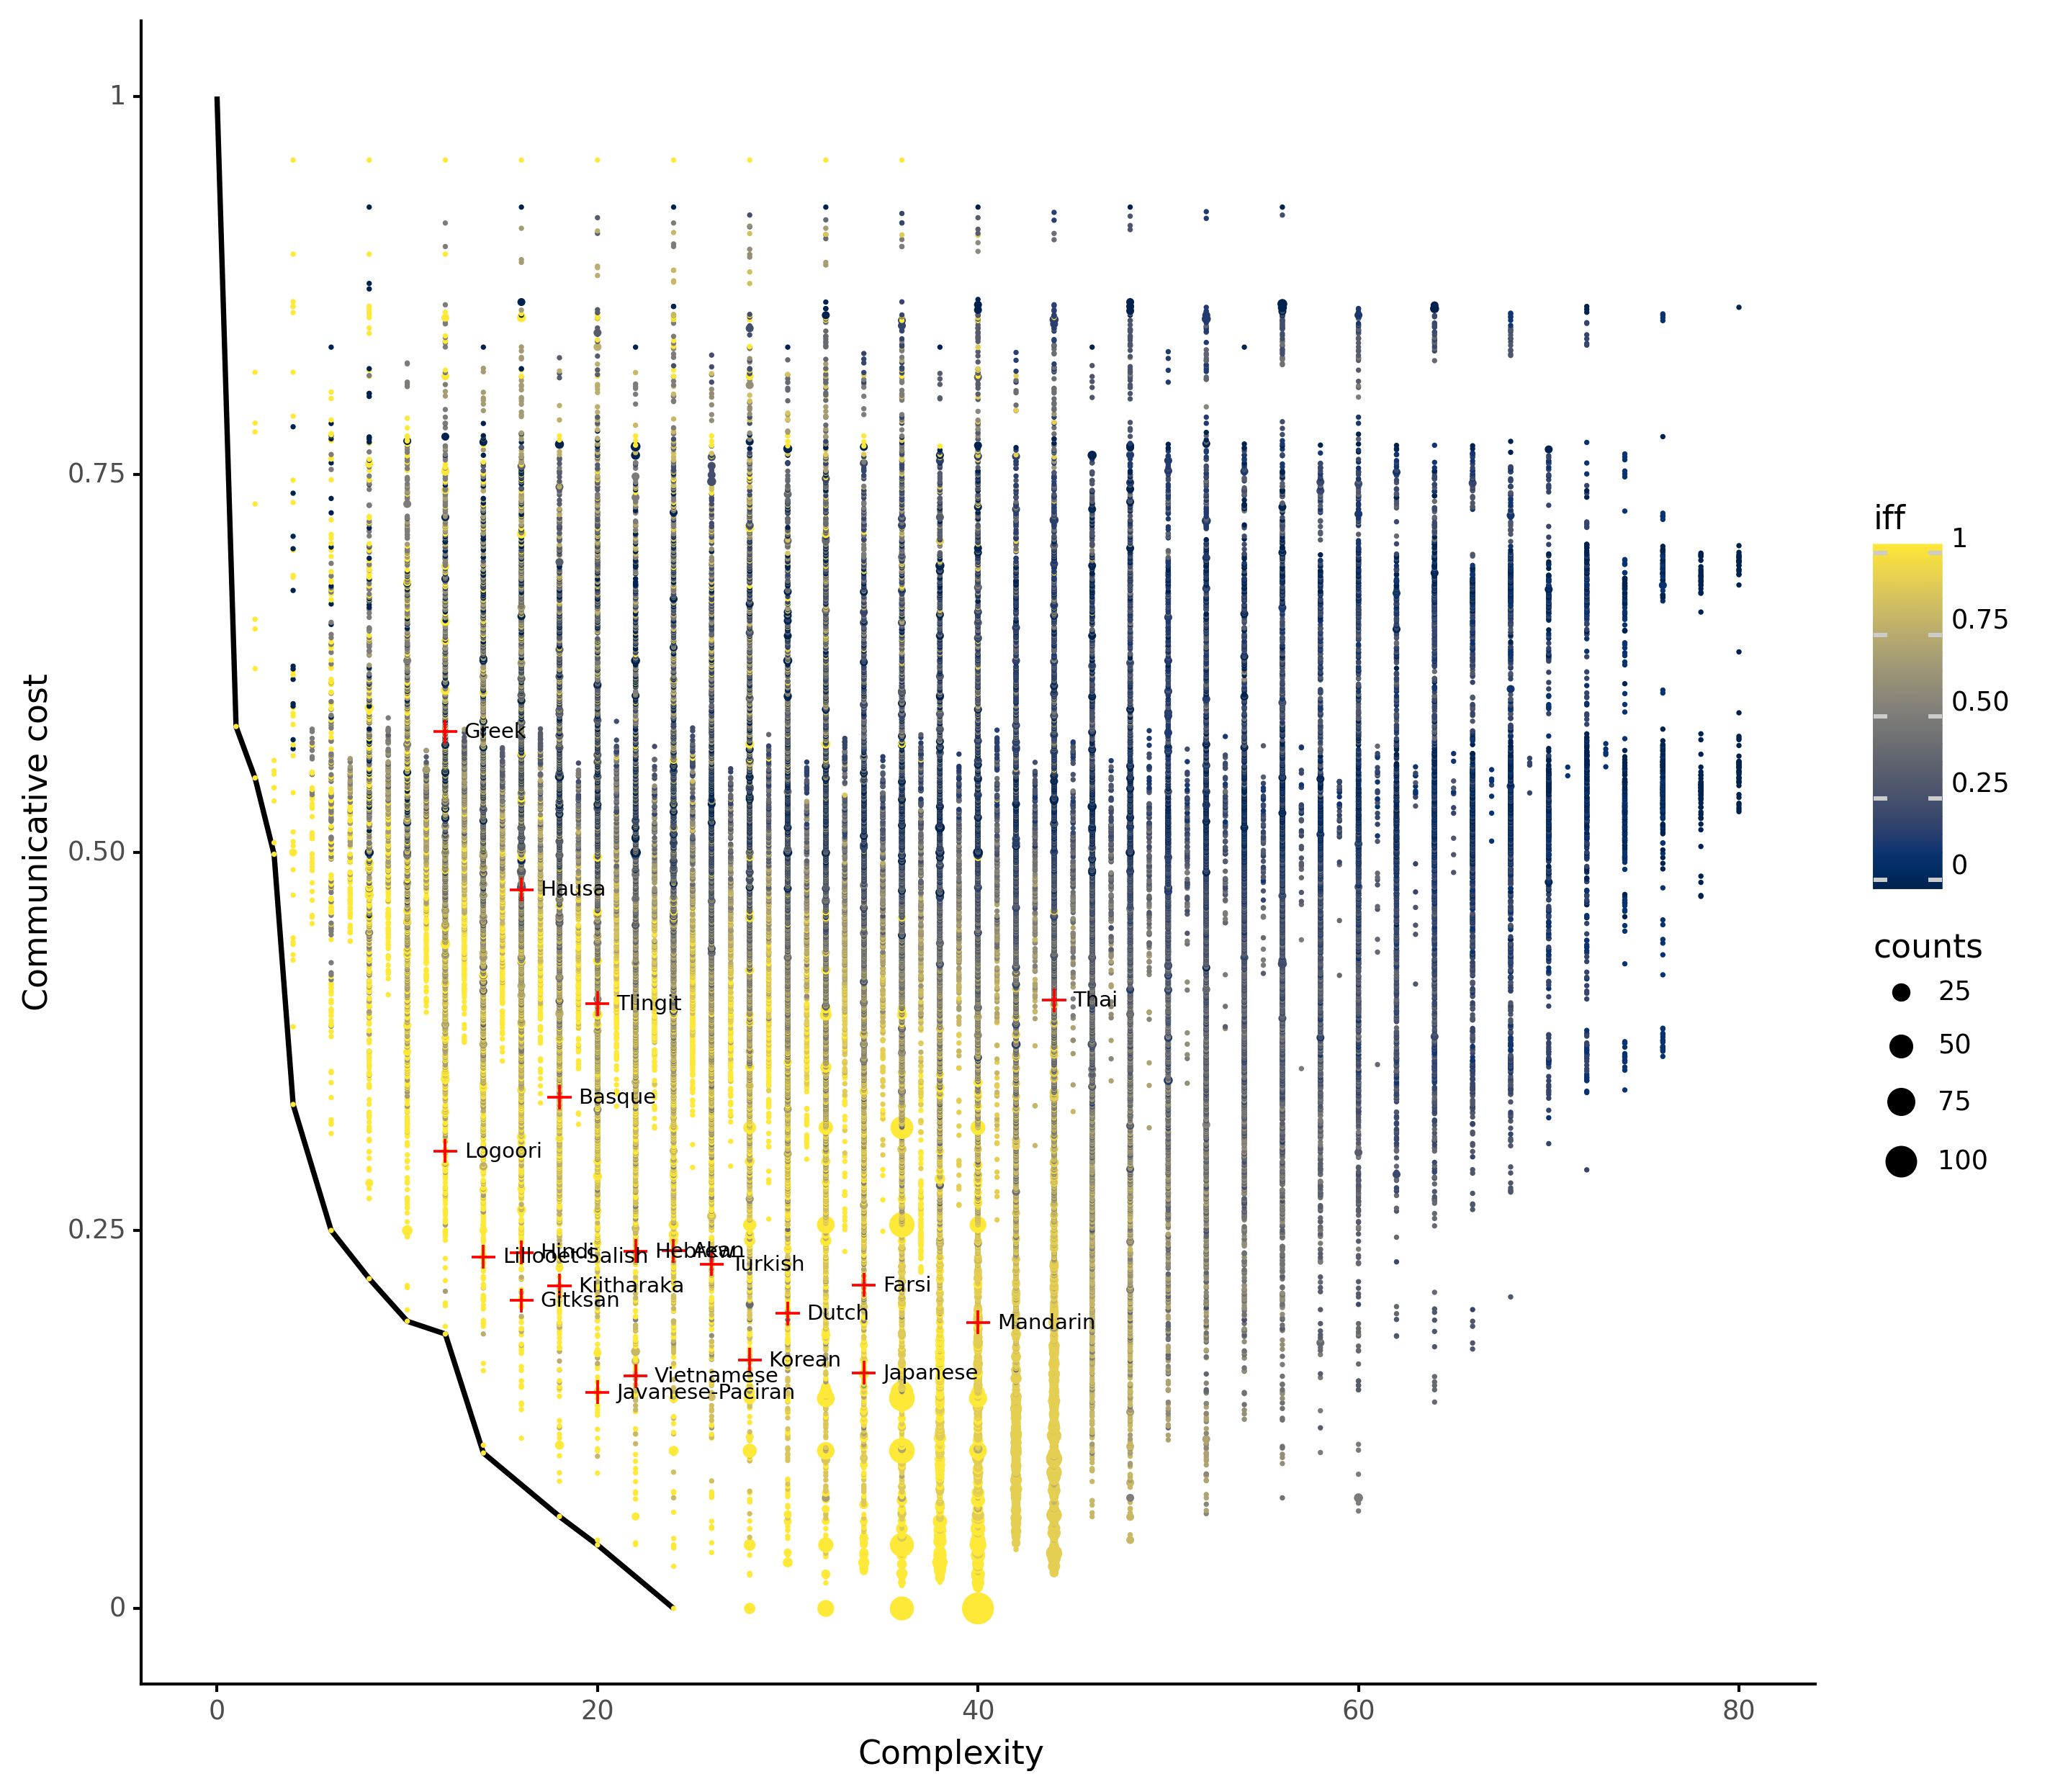 1
0.75
0.50
0.25
0
Communicative cost
0
20
40
60
80
Complexity
Greek
Hausa
Tlingit
Thai
Basque
Logoori
Hindi
Lillooet Salish
Hebrew
Akan
Turkish
Kiitharaka
Farsi
Gitksan
Dutch
Mandarin
Korean
Vietnamese
Japanese
Javanese-Paciran
iff
1
0.75
0.50
0.25
0
counts
25
50
75
100